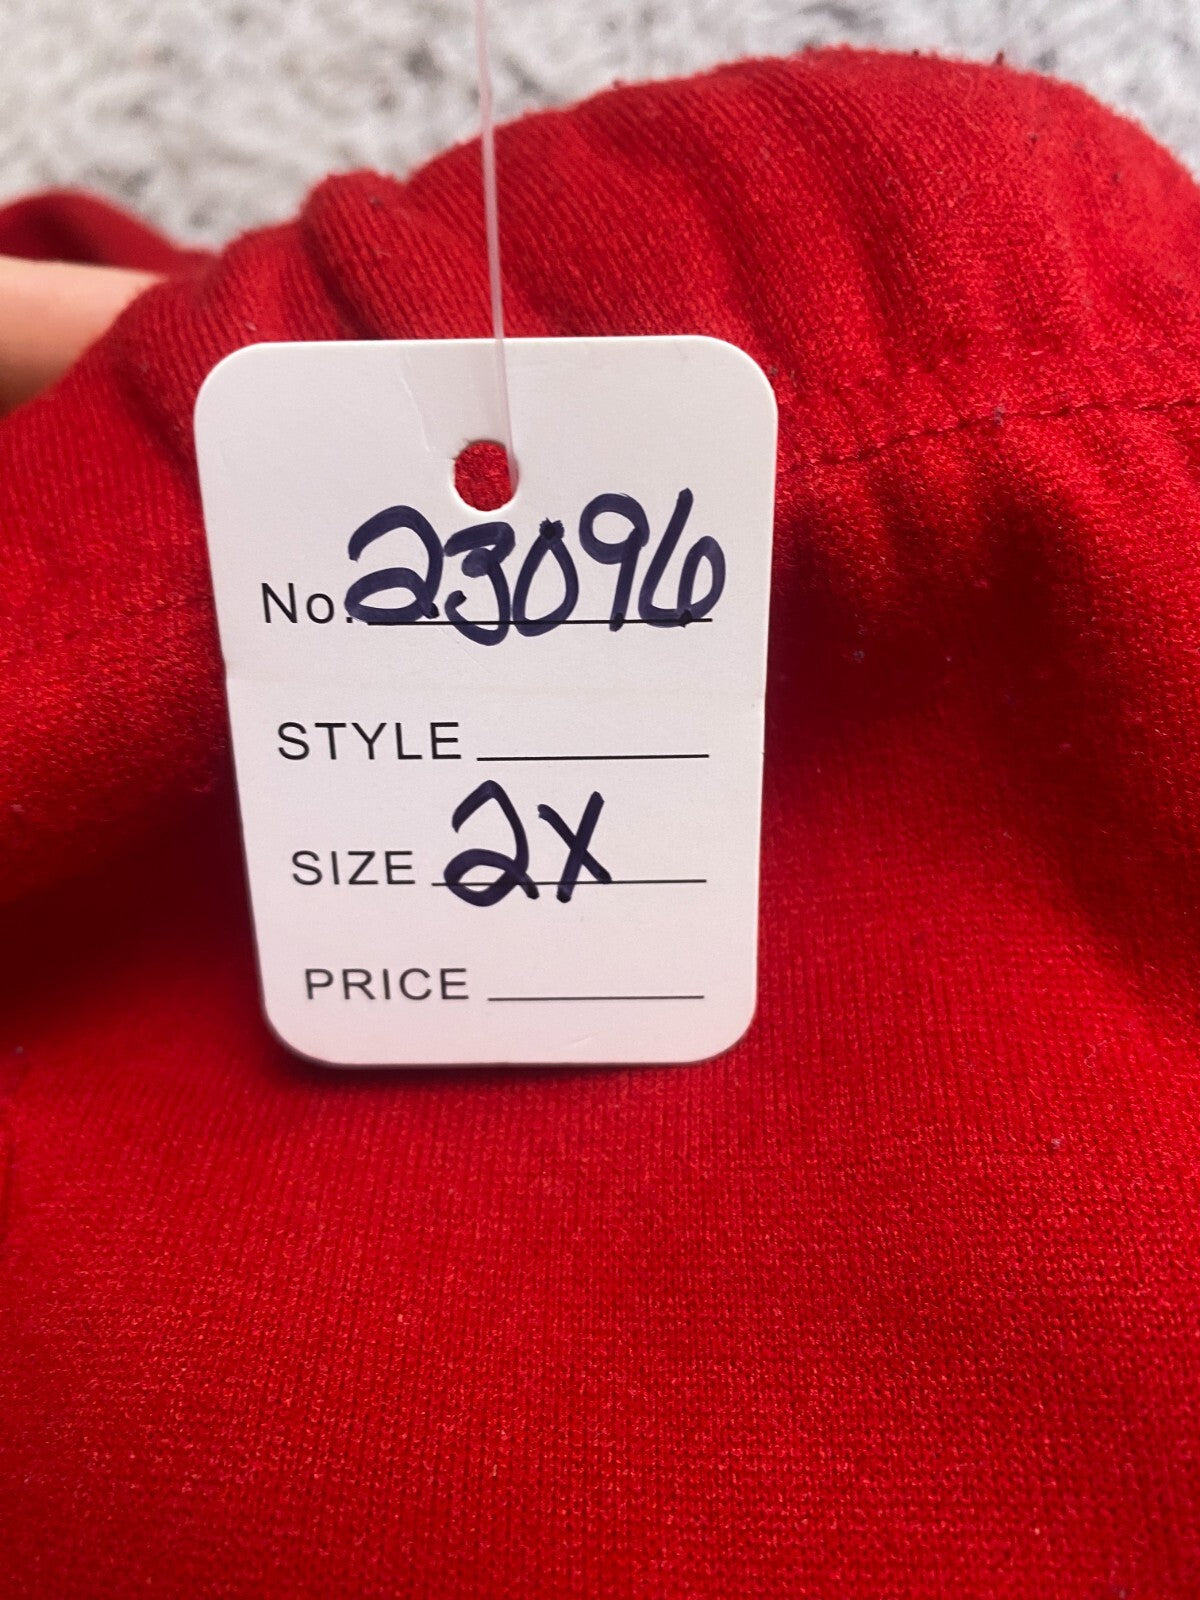 No. 23096
STYLE
SIZE 2X
PRICE